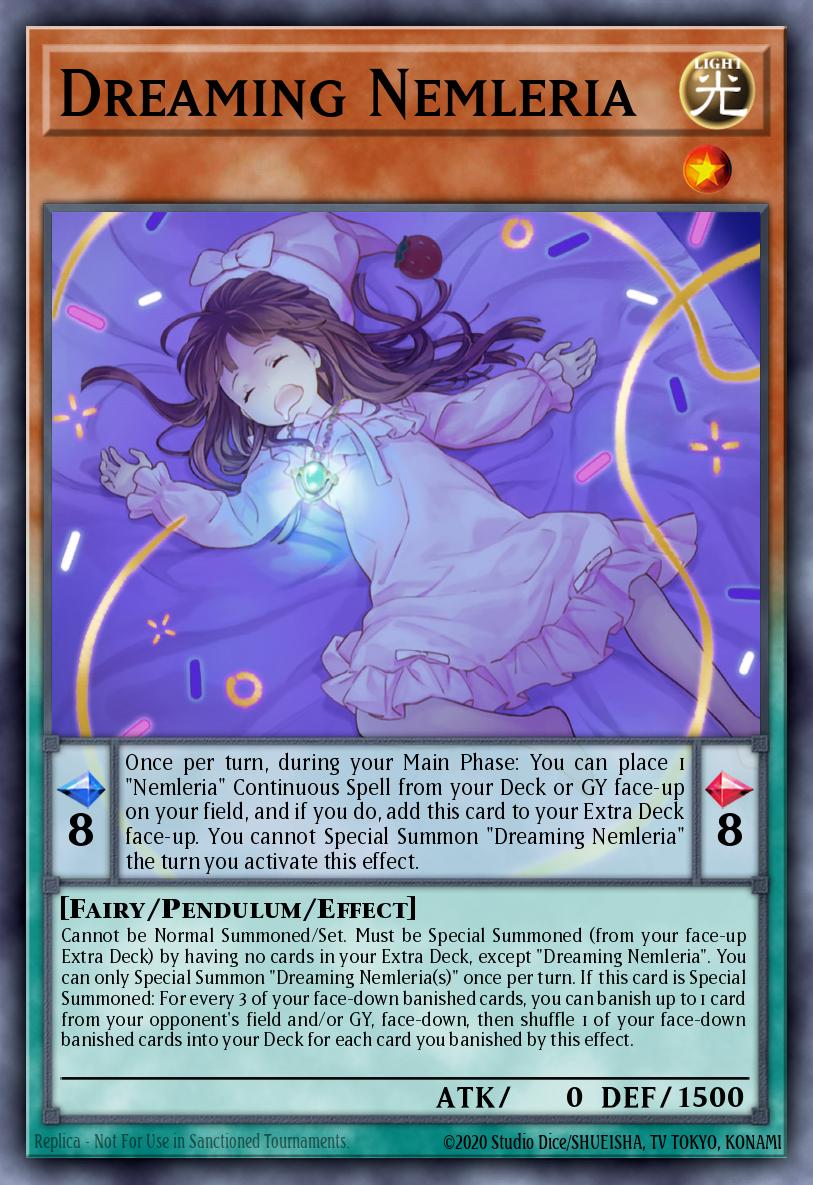 Dreaming Nemleria
LIGHT
光
Once per turn, during your Main Phase: You can place 1
"Nemleria" Continuous Spell from your Deck or GY face-up
on your field, and if you do, add this card to your Extra Deck
face-up. You cannot Special Summon "Dreaming Nemleria"
the turn you activate this effect.
8
8
[Fairy/Pendulum/Effect]
Cannot be Normal Summoned/Set. Must be Special Summoned (from your face-up
Extra Deck) by having no cards in your Extra Deck, except "Dreaming Nemleria". You
can only Special Summon "Dreaming Nemleria(s)" once per turn. If this card is Special
Summoned: For every 3 of your face-down banished cards, you can banish up to 1 card
from your opponent's field and/or GY, face-down, then shuffle 1 of your face-down
banished cards into your Deck for each card you banished by this effect.
ATK/ 0 DEF/1500
Replica - Not For Use in Sanctioned Tournaments.
©2020 Studio Dice/SHUEISHA, TV TOKYO, KONAMI